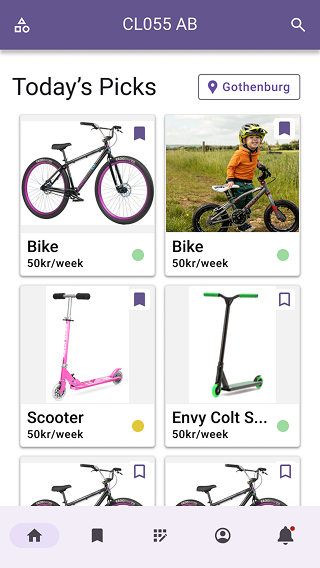 CL055 AB
Today's Picks
Gothenburg
Bike
50kr/week
Bike
50kr/week
Scooter
50kr/week
Envy Colt S...
50kr/week